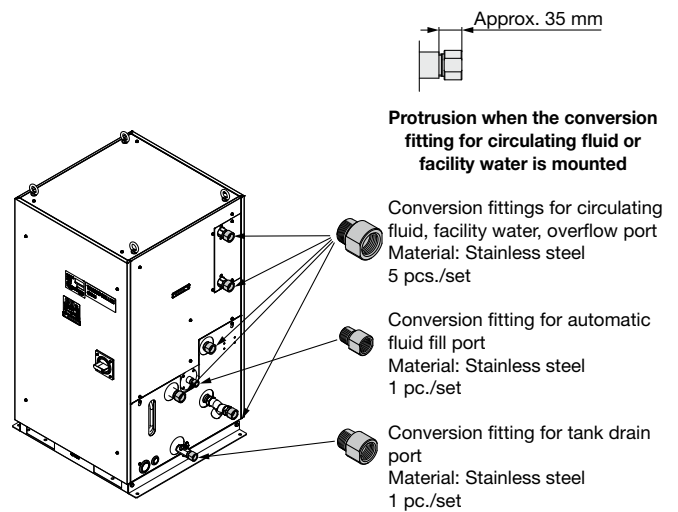 Approx. 35 mm
Protrusion when the conversion
fitting for circulating fluid or
facility water is mounted
Conversion fittings for circulating
fluid, facility water, overflow port
Material: Stainless steel
5 pcs./set
Conversion fitting for automatic
fluid fill port
Material: Stainless steel
1 pc./set
Conversion fitting for tank drain
port
Material: Stainless steel
1 pc./set